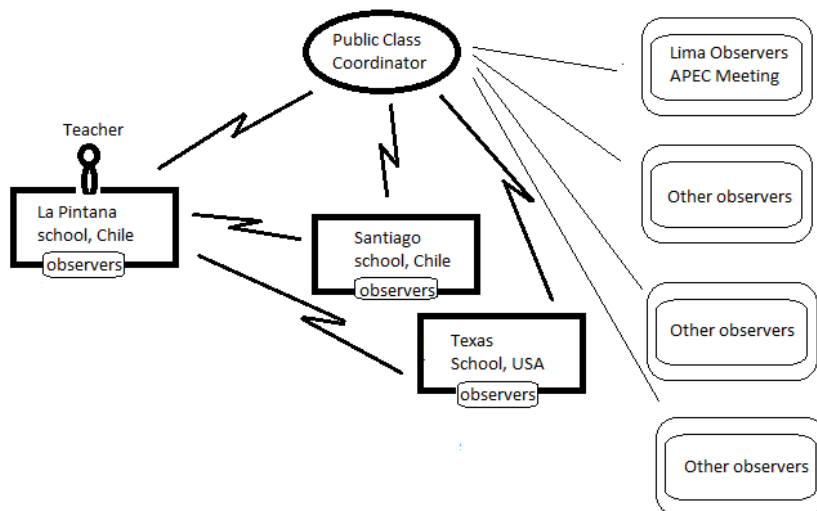 Public Class
Coordinator
Lima Observers
APEC Meeting
Teacher
Other observers
La Pintana
school, Chile
observers
Santiago
school, Chile
observers
Other observers
Texas
School, USA
observers
Other observers